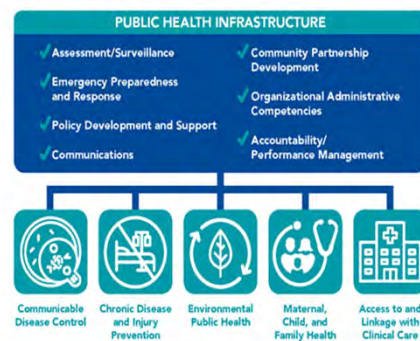 PUBLIC HEALTH INFRASTRUCTURE
Assessment/Surveillance
Emergency Preparedness
and Response
Policy Development and Support
Communications
Community Partnership
Development
Organizational Administrative
Competencies
Accountability/
Performance Management
Communicable
Disease Control
Chronic Disease
and Injury
Prevention
Environmental
Public Health
Maternal,
Child, and
Family Health
Access to and
Linkage with
Clinical Care